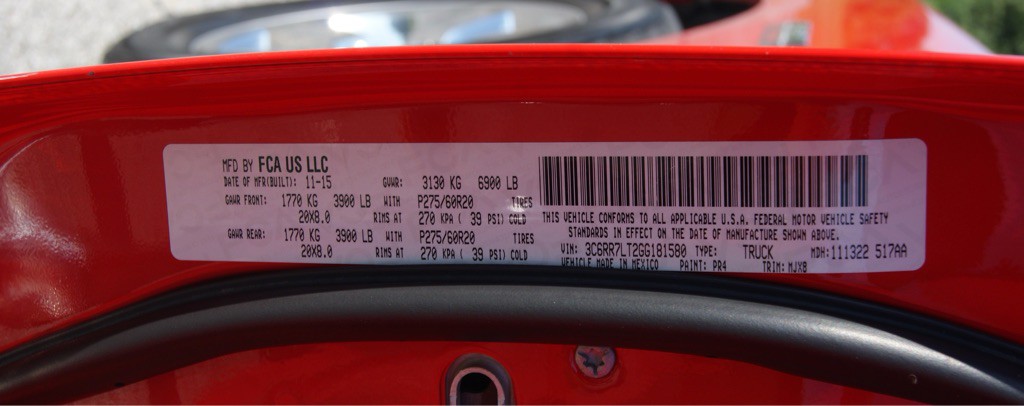 MFD BY FCA US LLC
DATE OF MFR(BUILT): 11-15 GVWR: 3130 KG 6900 LB
GAWR FRONT: 1770 KG 3900 LB WITH P275/60R20 TIRES
20X8.0 RIMS AT 270 KPA ( 39 PSI) COLD
GAWR REAR: 1770 KG 3900 LB WITH P275/60R20 TIRES
20X8.0 RIMS AT 270 KPA ( 39 PSI) COLD
THIS VEHICLE CONFORMS TO ALL APPLICABLE U.S.A. FEDERAL MOTOR VEHICLE SAFETY
STANDARDS IN EFFECT ON THE DATE OF MANUFACTURE SHOWN ABOVE.
VIN: 3C6RR7LT2GG181580 TYPE: TRUCK MDH: 111322 517AA
VEHICLE MADE IN MEXICO PAINT: PR4 TRIM: MJX8